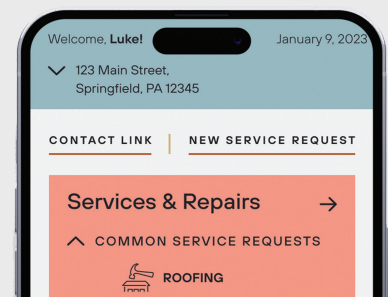 Welcome, Luke! January 9, 2023
123 Main Street,
Springfield, PA 12345
CONTACT LINK | NEW SERVICE REQUEST
Services & Repairs
COMMON SERVICE REQUESTS
ROOFING